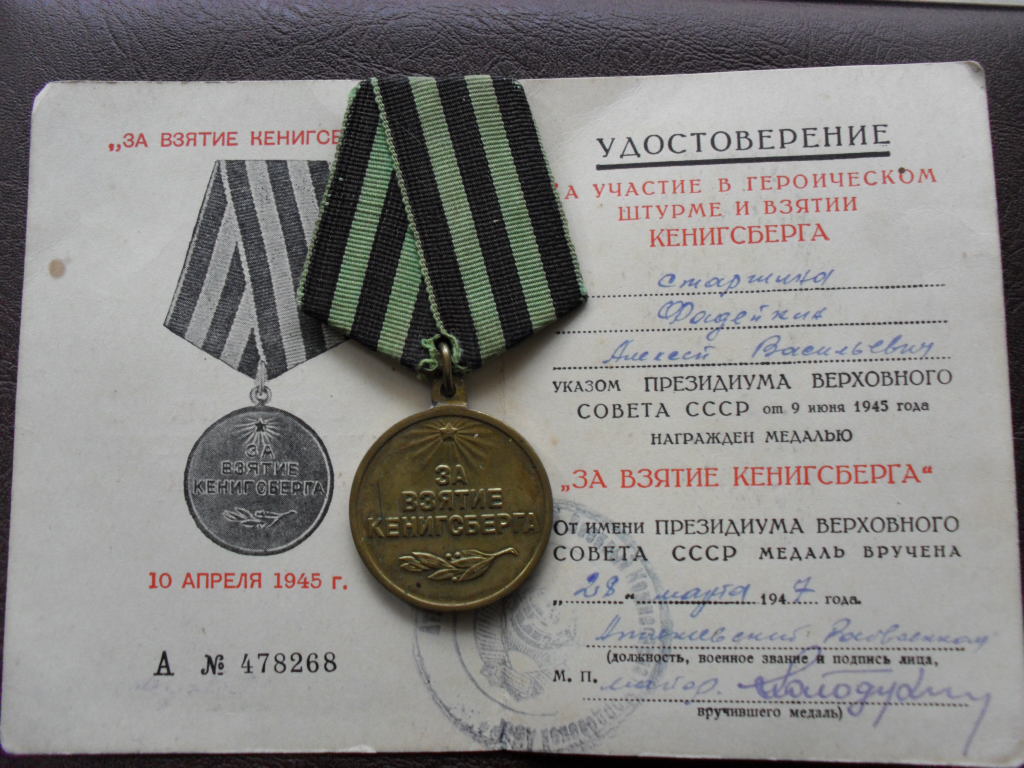 „ЗА ВЗЯТИЕ КЕНИГСБ
ЗА
ВЗЯТИЕ
КЕНИГСБЕРГА
10 АПРЕЛЯ 1945 г.
А № 478268
ЗА
ВЗЯТИЕ
КЕНИГСБЕРГА
УДОСТОВЕРЕНИЕ
ЗА УЧАСТИЕ В ГЕРОИЧЕСКОМ
ШТУРМЕ И ВЗЯТИИ
КЕНИГСБЕРГА
старшина
Фадейкин
Алексей Васильевич
УКАЗОМ ПРЕЗИДИУМА ВЕРХОВНОГО
СОВЕТА СССР от 9 июня 1945 года
НАГРАЖДЕН МЕДАЛЬЮ
„ЗА ВЗЯТИЕ КЕНИГСБЕРГА“
От имени ПРЕЗИДИУМА ВЕРХОВНОГО
СОВЕТА СССР МЕДАЛЬ ВРУЧЕНА
„28“ марта 1947 года.
(должность, военное звание и подпись лица,
М. П. майор
вручившего медаль)